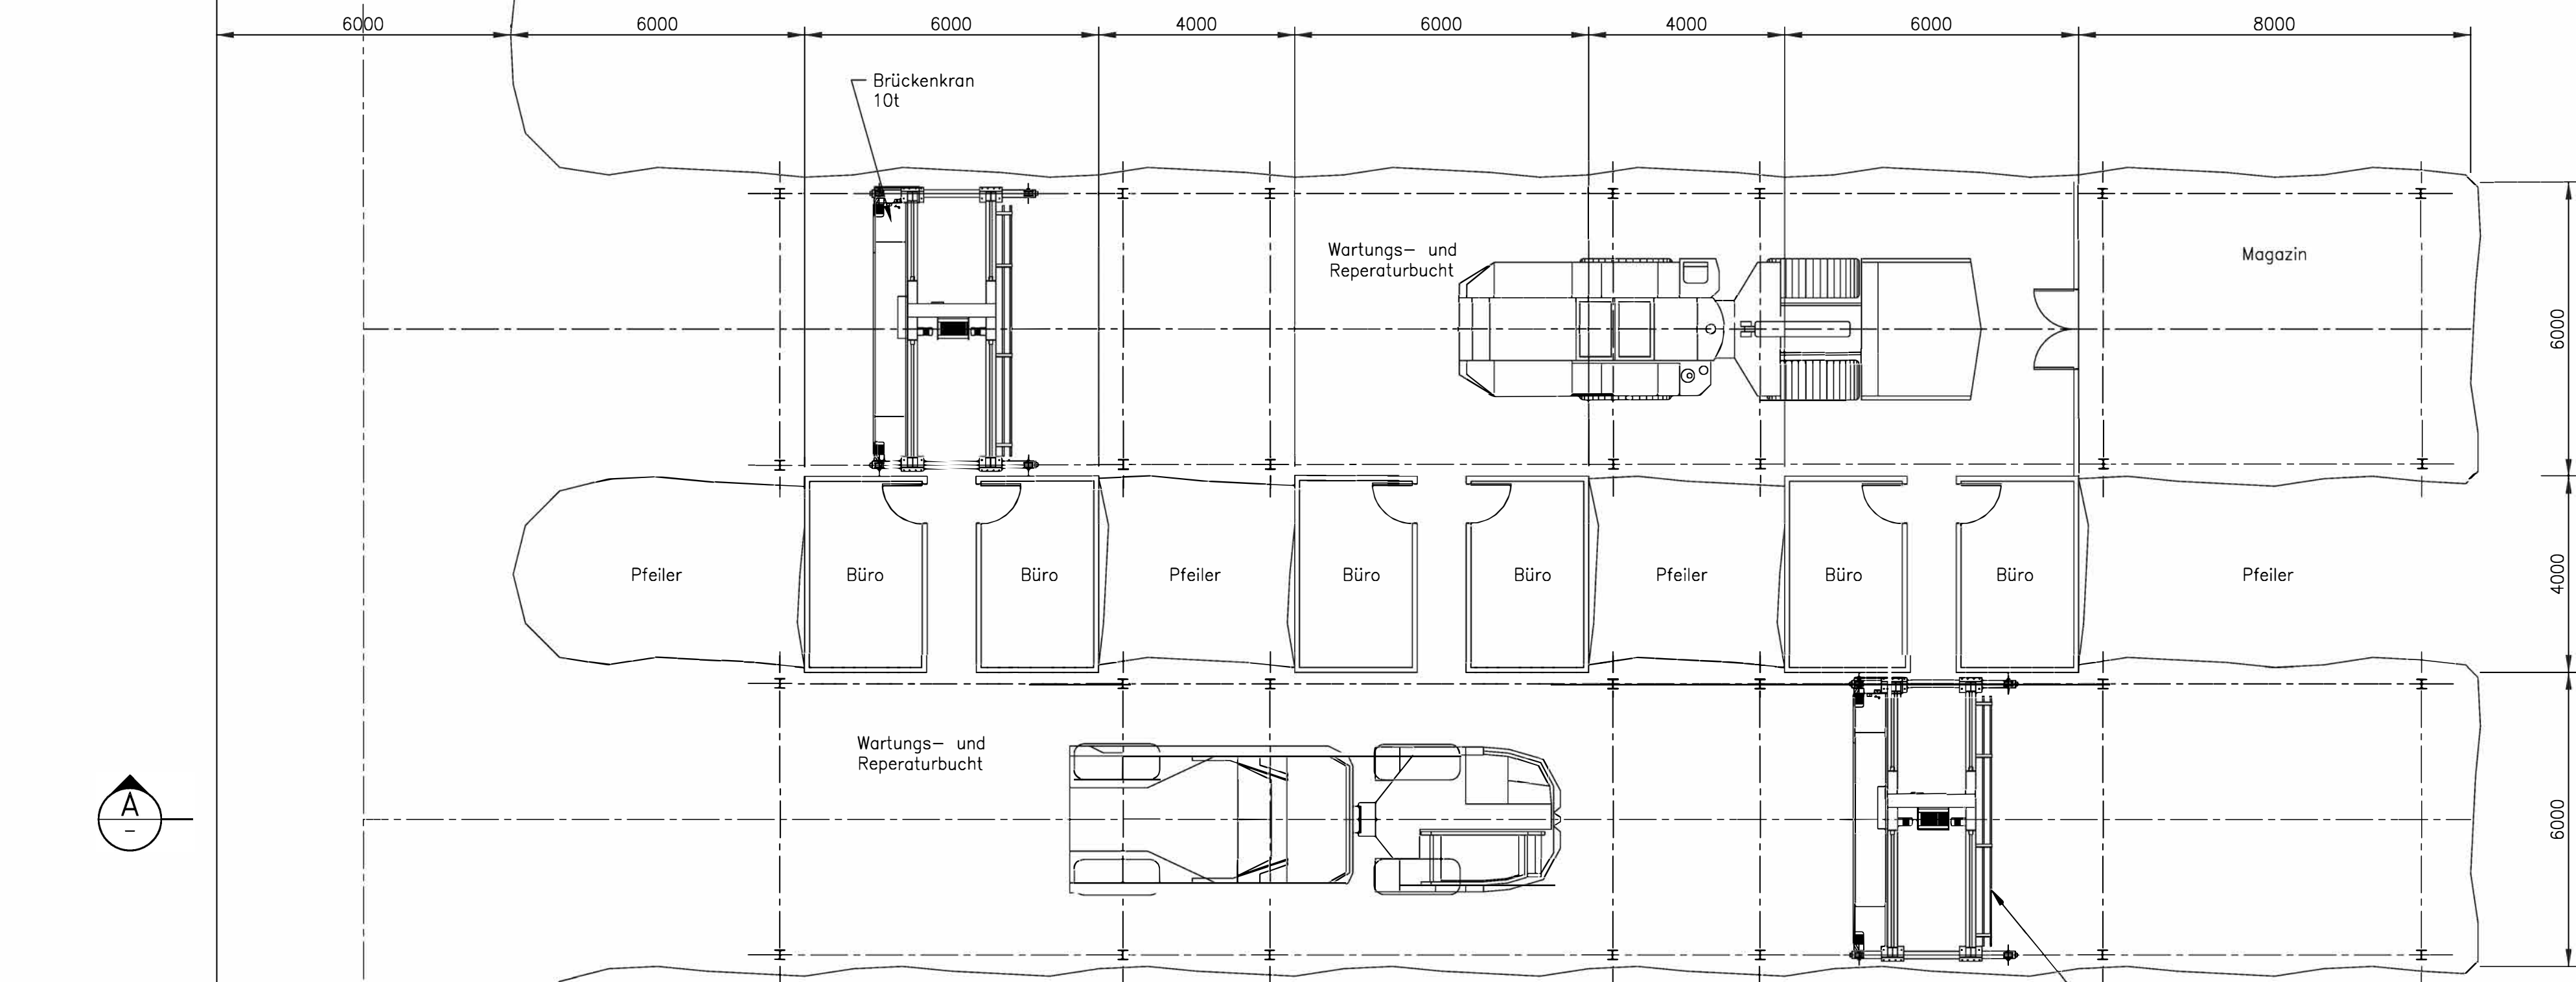 6000 6000 6000 4000 6000 4000 6000 8000
Brückenkran
10t
Wartungs- und
Reperaturbucht
Magazin
6000
Pfeiler Büro Büro Pfeiler Büro Büro Pfeiler Büro Büro Pfeiler
4000
Wartungs- und
Reperaturbucht
A
-
6000